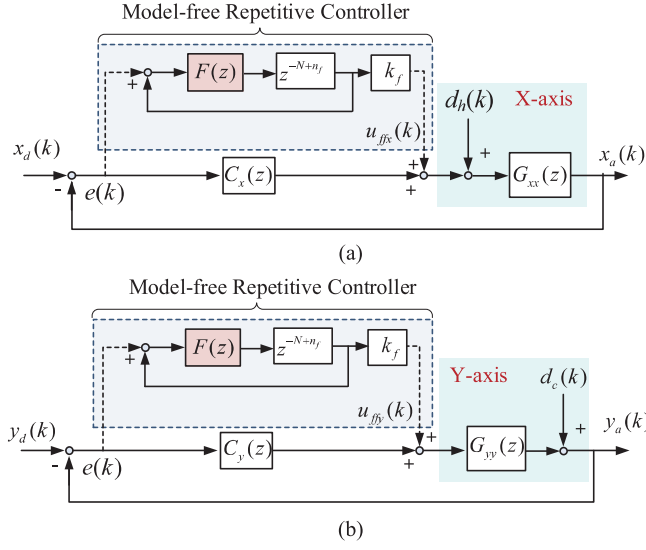 Model-free Repetitive Controller
F(z)
z^{-N+n_f}
k_f
+
d_h(k)
X-axis
u_{ffx}(k)
x_d(k)
+
+
x_a(k)
-
e(k)
C_x(z)
+
G_{xx}(z)
(a)
Model-free Repetitive Controller
F(z)
z^{-N+n_f}
k_f
+
Y-axis
d_c(k)
u_{ffy}(k)
y_d(k)
+
+
y_a(k)
-
e(k)
C_y(z)
+
G_{yy}(z)
(b)